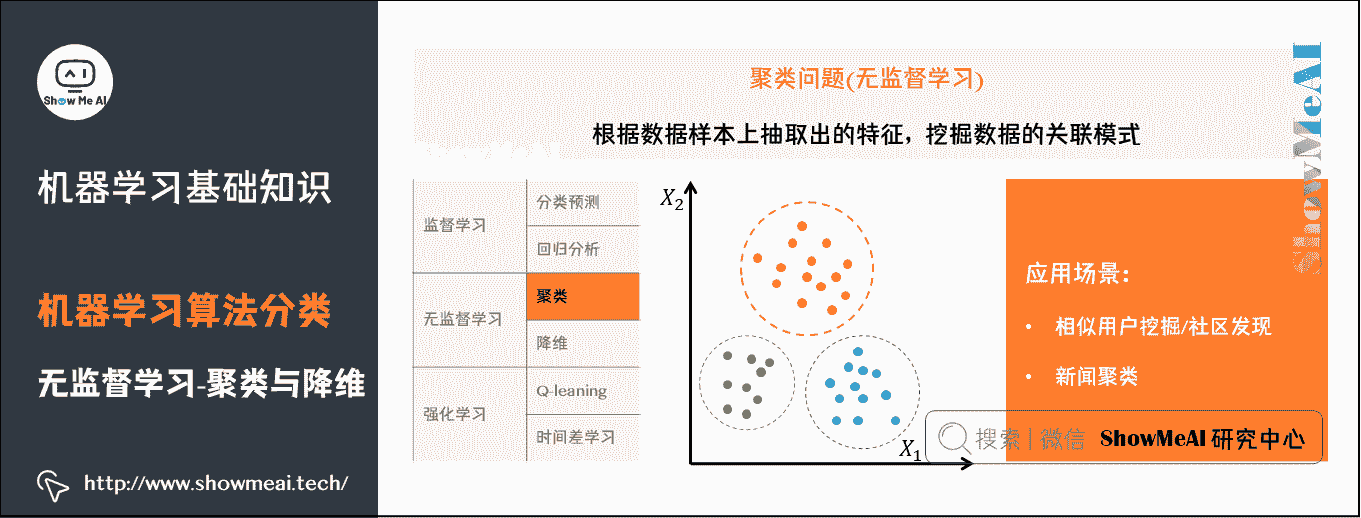 Show Me AI
机器学习基础知识
机器学习算法分类
无监督学习-聚类与降维
http://www.showmeai.tech/
聚类问题(无监督学习)
根据数据样本上抽取出的特征，挖掘数据的关联模式
监督学习
分类预测
回归分析
无监督学习
聚类
降维
强化学习
Q-leaning
时间差学习
X2
X1
应用场景：
• 相似用户挖掘/社区发现
• 新闻聚类
搜索 | 微信 ShowMeAI 研究中心
ShowMeAI